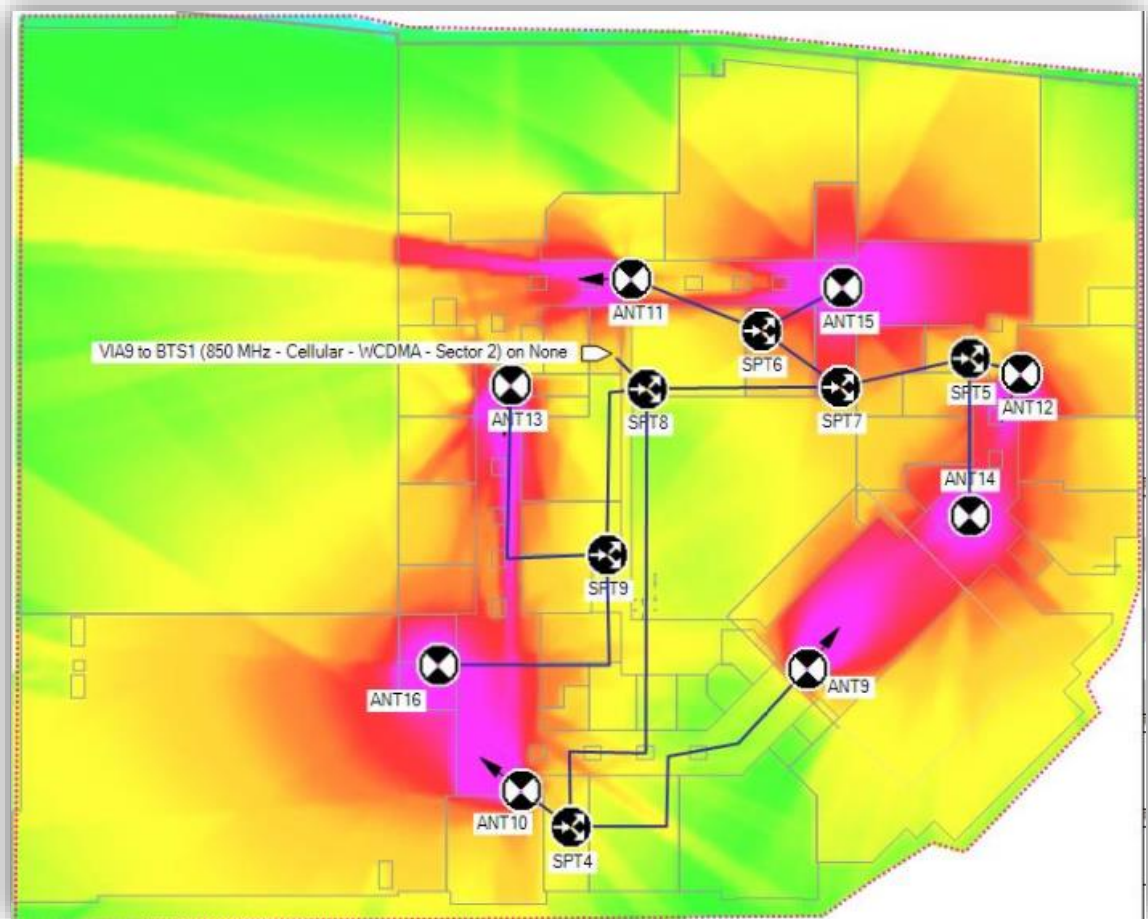 ANT11
ANT15
SPT6
VIA9 to BTS1 (850 MHz - Cellular - WCDMA - Sector 2) on None
SPT5
ANT12
ANT13
SPT8
SPT7
ANT14
SPT9
ANT16
ANT9
ANT10
SPT4